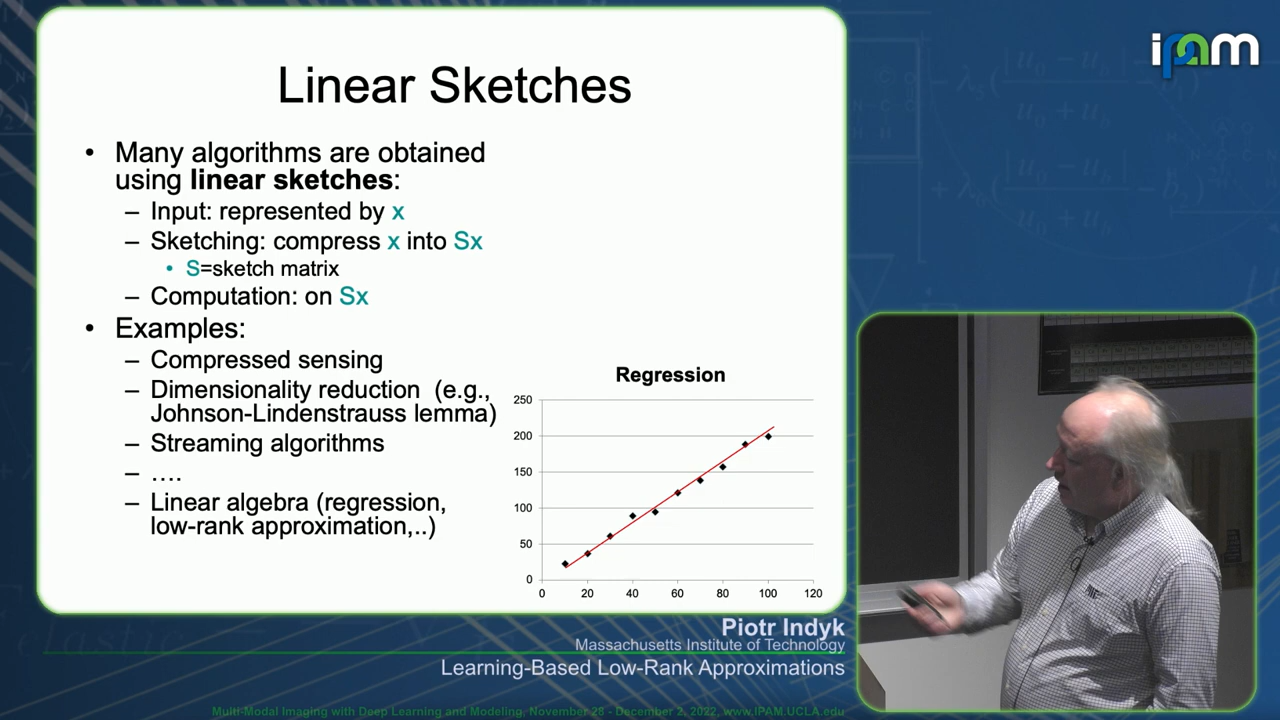 ipam
Linear Sketches
• Many algorithms are obtained
using linear sketches:
– Input: represented by x
– Sketching: compress x into Sx
• S=sketch matrix
– Computation: on Sx
• Examples:
– Compressed sensing
– Dimensionality reduction (e.g.,
Johnson-Lindenstrauss lemma)
– Streaming algorithms
– ….
– Linear algebra (regression,
low-rank approximation,..)
Regression
250
200
150
100
50
0
0 20 40 60 80 100 120
Piotr Indyk
Massachusetts Institute of Technology
Learning-Based Low-Rank Approximations
Multi-Modal Imaging with Deep Learning and Modeling, November 28 - December 2, 2022, www.IPAM.UCLA.edu